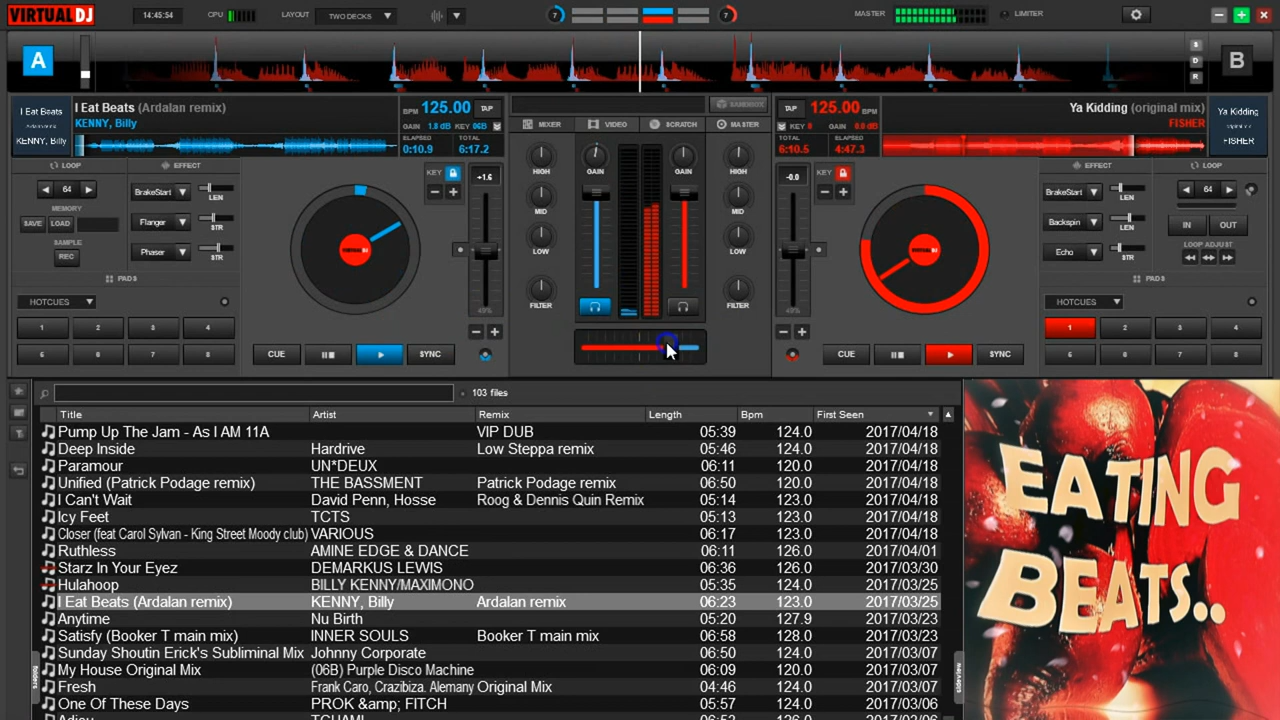 VIRTUALDJ 14:45:54 CPU LAYOUT TWO DECKS 7 7 MASTER LIMITER
A S D R B
I Eat Beats KENNY, Billy I Eat Beats (Ardalan remix) KENNY, Billy BPM 125.00 TAP GAIN 1.8 dB KEY 06B ELAPSED 0:10.9 TOTAL 6:17.2
SANDBOX MIXER VIDEO SCRATCH MASTER
TAP 125.00 BPM KEY GAIN 0.0 dB 6:10.5 TOTAL 4:47.3 Ya Kidding (original mix) FISHER Ya Kidding FISHER
LOOP EFFECT KEY +1.6 HIGH GAIN GAIN HIGH -0.0 KEY EFFECT LOOP
64 BrakeStart LEN BrakeStart LEN 64
MEMORY
SAVE LOAD Flanger STR MID MID Backspin STR IN OUT
SAMPLE
REC Phaser STR LOW LOW Echo STR LOOP ADJUST
PADS PADS
HOTCUES FILTER FILTER HOTCUES
1 2 3 4 1 2 3 4
5 6 7 8 CUE SYNC CUE SYNC 5 6 7 8
103 files
Title Artist Remix Length Bpm First Seen
Pump Up The Jam - As I AM 11A VIP DUB 05:39 124.0 2017/04/18
Deep Inside Hardrive Low Steppa remix 05:46 124.0 2017/04/18
Paramour UN*DEUX 06:11 120.0 2017/04/18
Unified (Patrick Podage remix) THE BASSMENT Patrick Podage remix 06:50 120.0 2017/04/18
I Can't Wait David Penn, Hosse Roog & Dennis Quin Remix 05:14 123.0 2017/04/18
Icy Feet TCTS 05:13 123.0 2017/04/18
Closer (feat Carol Sylvan - King Street Moody club) VARIOUS 06:17 123.0 2017/04/18
Ruthless AMINE EDGE & DANCE 06:11 126.0 2017/04/01
Starz In Your Eyez DEMARKUS LEWIS 06:36 126.0 2017/03/30
Hulahoop BILLY KENNY/MAXIMONO 05:35 124.0 2017/03/25
I Eat Beats (Ardalan remix) KENNY, Billy Ardalan remix 06:23 123.0 2017/03/25
Anytime Nu Birth 05:20 127.9 2017/03/23
Satisfy (Booker T main mix) INNER SOULS Booker T main mix 06:58 128.0 2017/03/23
Sunday Shoutin Erick's Subliminal Mix Johnny Corporate 06:53 124.0 2017/03/07
My House Original Mix (06B) Purple Disco Machine 06:09 120.0 2017/03/07
Fresh Frank Caro, Crazibiza. Alemany Original Mix 04:46 124.0 2017/03/07
One Of These Days PROK &amp; FITCH 05:57 124.0 2017/03/06
folders
sideview
EATING
BEATS..